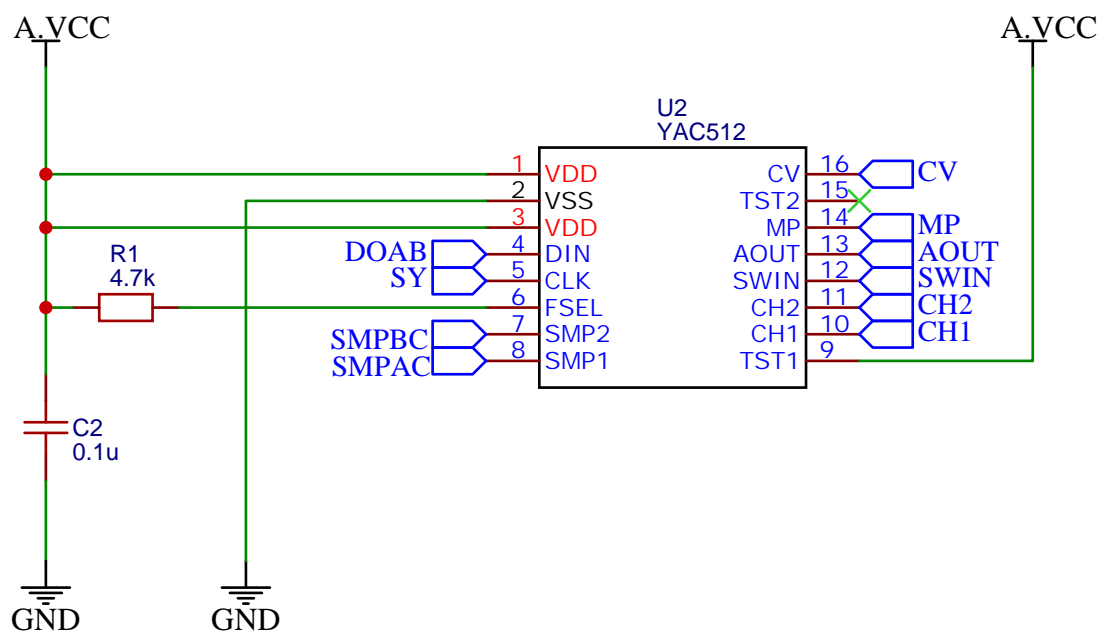 A.VCC
A.VCC
U2
YAC512
1 VDD
2 VSS
3 VDD
DOAB 4 DIN
SY 5 CLK
6 FSEL
SMPBC 7 SMP2
SMPAC 8 SMP1
CV 16 CV
TST2 15
MP 14 MP
AOUT 13 AOUT
SWIN 12 SWIN
CH2 11 CH2
CH1 10 CH1
TST1 9
R1
4.7k
C2
0.1u
GND
GND